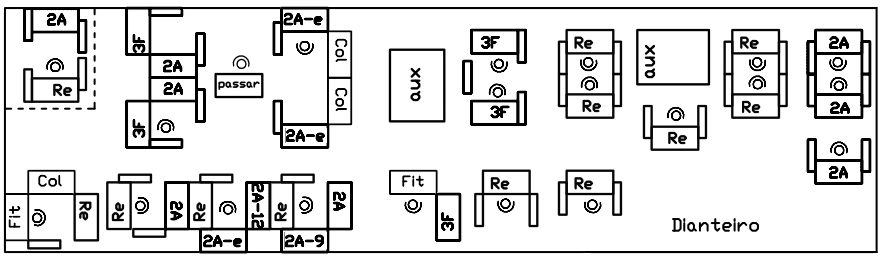 2A
3F
2A-e
Col
3F
Re
aux
Re
2A
2A
aux
passar
Re
2A
Col
3F
Re
Re
2A
3F
2A-e
Re
2A
Col
Fit
Re
Re
Fit
Re
Re
2A
Re
2A-12
Re
2A
3F
Dianteiro
2A-e
2A-9